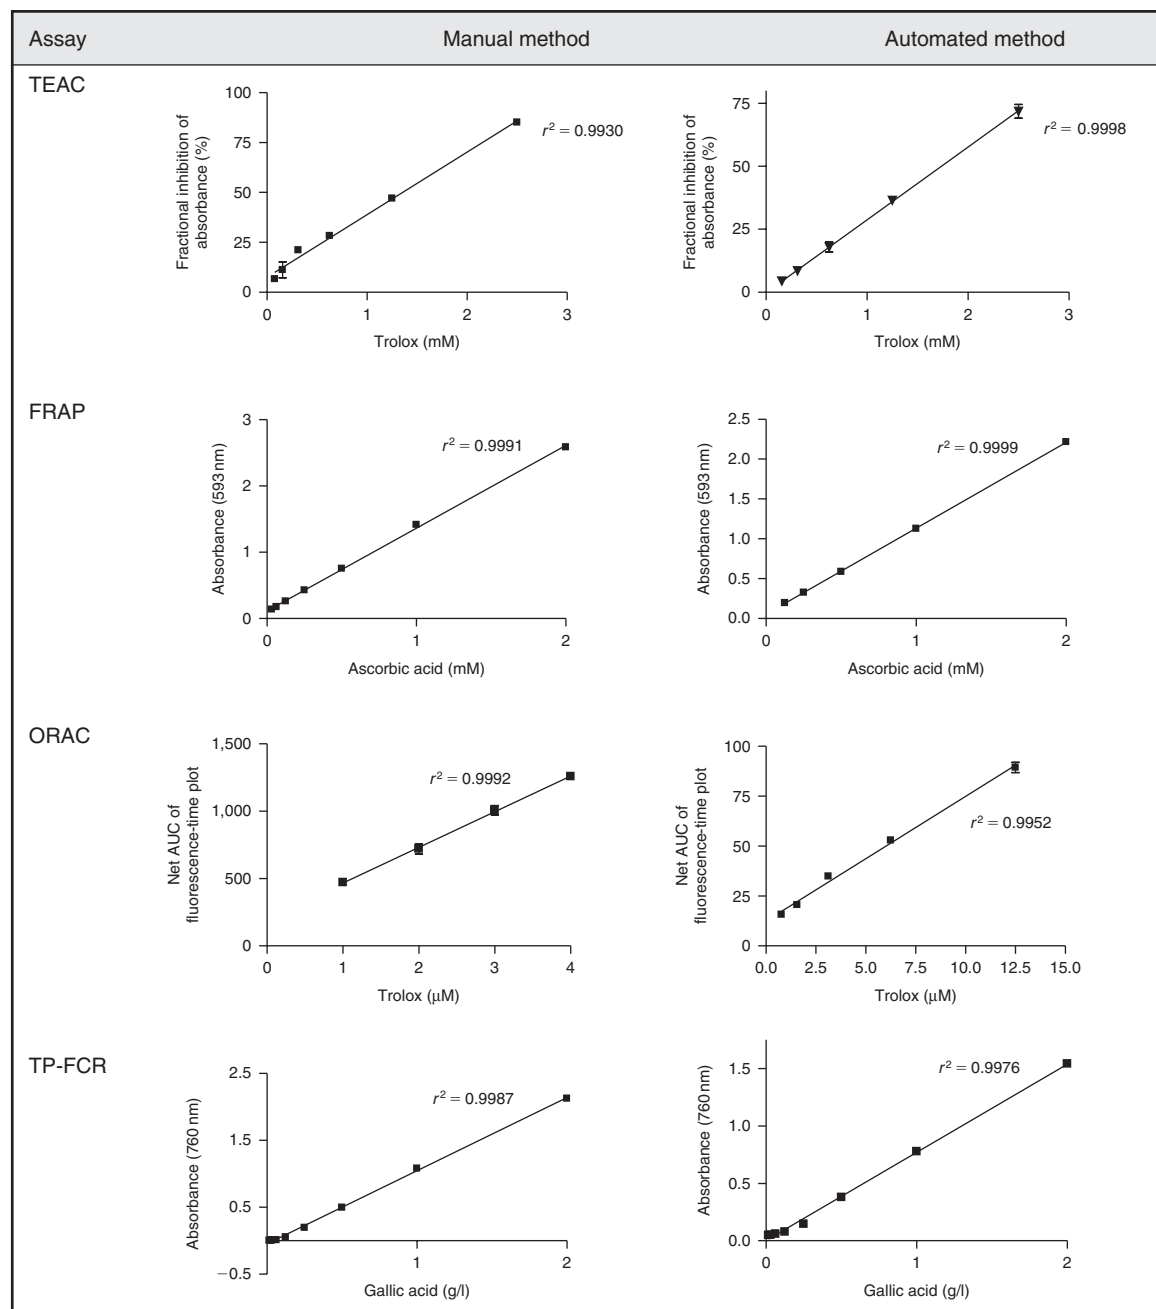 Assay Manual method Automated method
TEAC
Fractional inhibition of
absorbance (%)
100
75
50
25
0
r² = 0.9930
0 1 2 3
Trolox (mM)
Fractional inhibition of
absorbance (%)
75
50
25
0
r² = 0.9998
0 1 2 3
Trolox (mM)
FRAP
Absorbance (593 nm)
3
2
1
0
r² = 0.9991
0 1 2
Ascorbic acid (mM)
Absorbance (593 nm)
2.5
2.0
1.5
1.0
0.5
0.0
r² = 0.9999
0 1 2
Ascorbic acid (mM)
ORAC
Net AUC of
fluorescence-time plot
1,500
1,000
500
0
r² = 0.9992
0 1 2 3 4
Trolox (µM)
Net AUC of
fluorescence-time plot
100
75
50
25
0
r² = 0.9952
0.0 2.5 5.0 7.5 10.0 12.5 15.0
Trolox (µM)
TP-FCR
Absorbance (760 nm)
2.5
1.5
0.5
−0.5
r² = 0.9987
1 2
Gallic acid (g/l)
Absorbance (760 nm)
1.5
1.0
0.5
0.0
r² = 0.9976
0 1 2
Gallic acid (g/l)